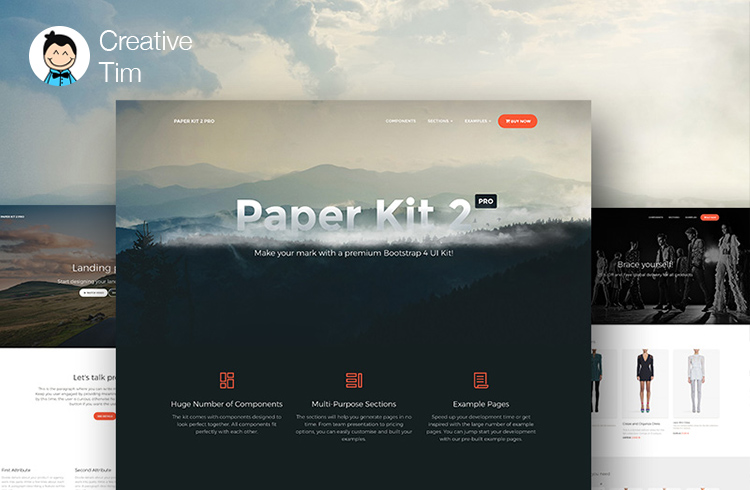 Creative
Tim
PAPER KIT 2 PRO
COMPONENTS
SECTIONS
EXAMPLES
BUY NOW
Paper Kit 2
PRO
Make your mark with a premium Bootstrap 4 UI Kit!
Huge Number of Components
The kit comes with components designed to
look perfect together. All components fit
perfectly with each other.
Multi-Purpose Sections
The sections will help you generate pages in no
time. From team presentation to pricing
options, you can easily customise and built your
examples.
Example Pages
Speed up your development time or get
inspired with the large number of example
pages. You can jump start your development
with our pre-built example pages
PAPER KIT 2 PRO
Landing p
Start designing your land
Let's talk pro
First Attribute
Second Attribute
COMPONENTS
SECTIONS
EXAMPLES
Brace yourself!